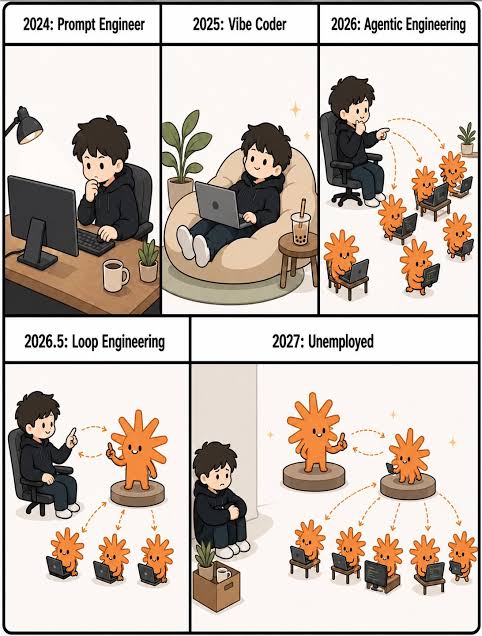 2024: Prompt Engineer
2025: Vibe Coder
2026: Agentic Engineering
2026.5: Loop Engineering
2027: Unemployed